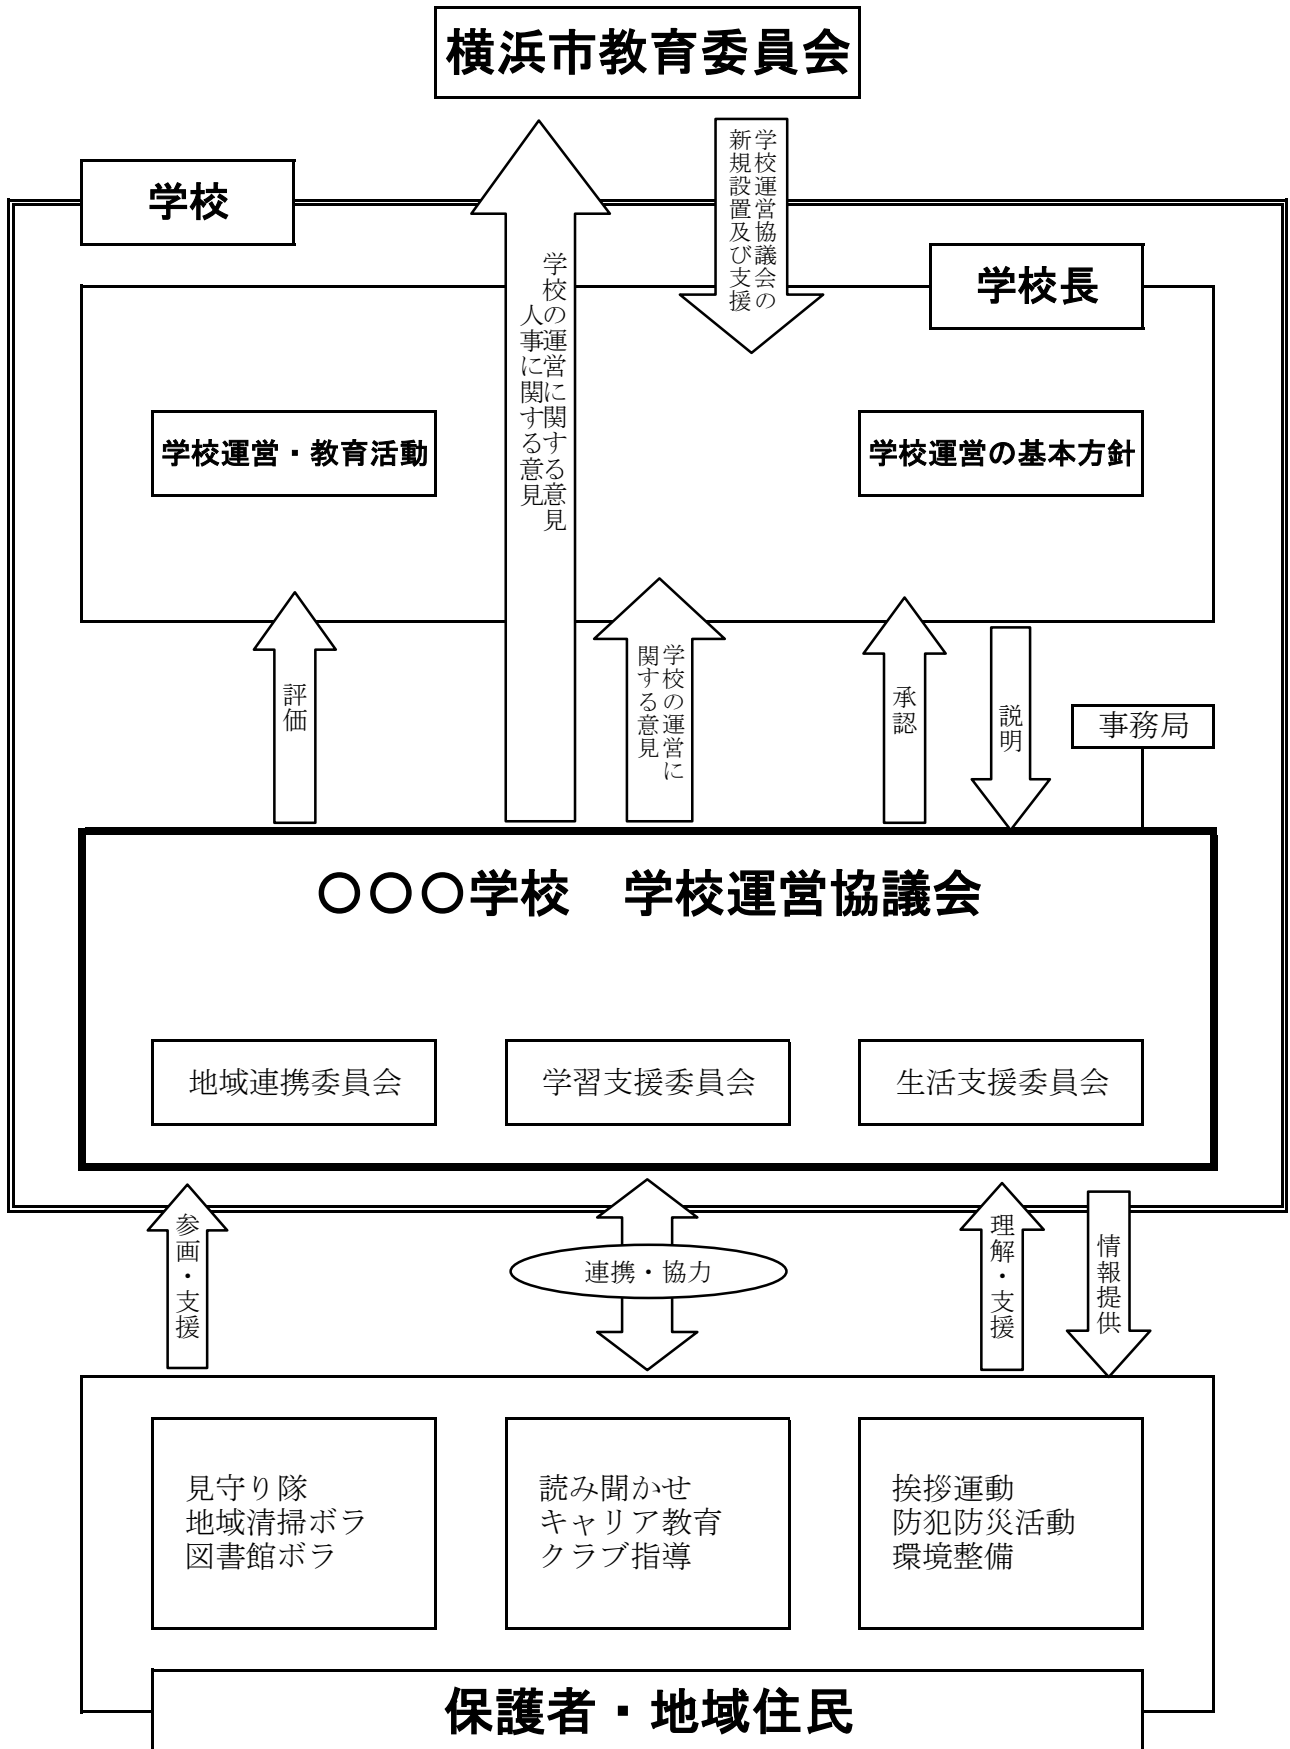 横浜市教育委員会
学校運営協議会の
新規設置及び支援
学校
学校長
学校の運営に関する意見
人事に関する意見
学校運営・教育活動
学校運営の基本方針
評価
学校の運営に
関する意見
承認
説明
事務局
〇〇〇学校　学校運営協議会
地域連携委員会
学習支援委員会
生活支援委員会
参画・支援
連携・協力
理解・支援
情報提供
見守り隊
地域清掃ボラ
図書館ボラ
読み聞かせ
キャリア教育
クラブ指導
挨拶運動
防犯防災活動
環境整備
保護者・地域住民